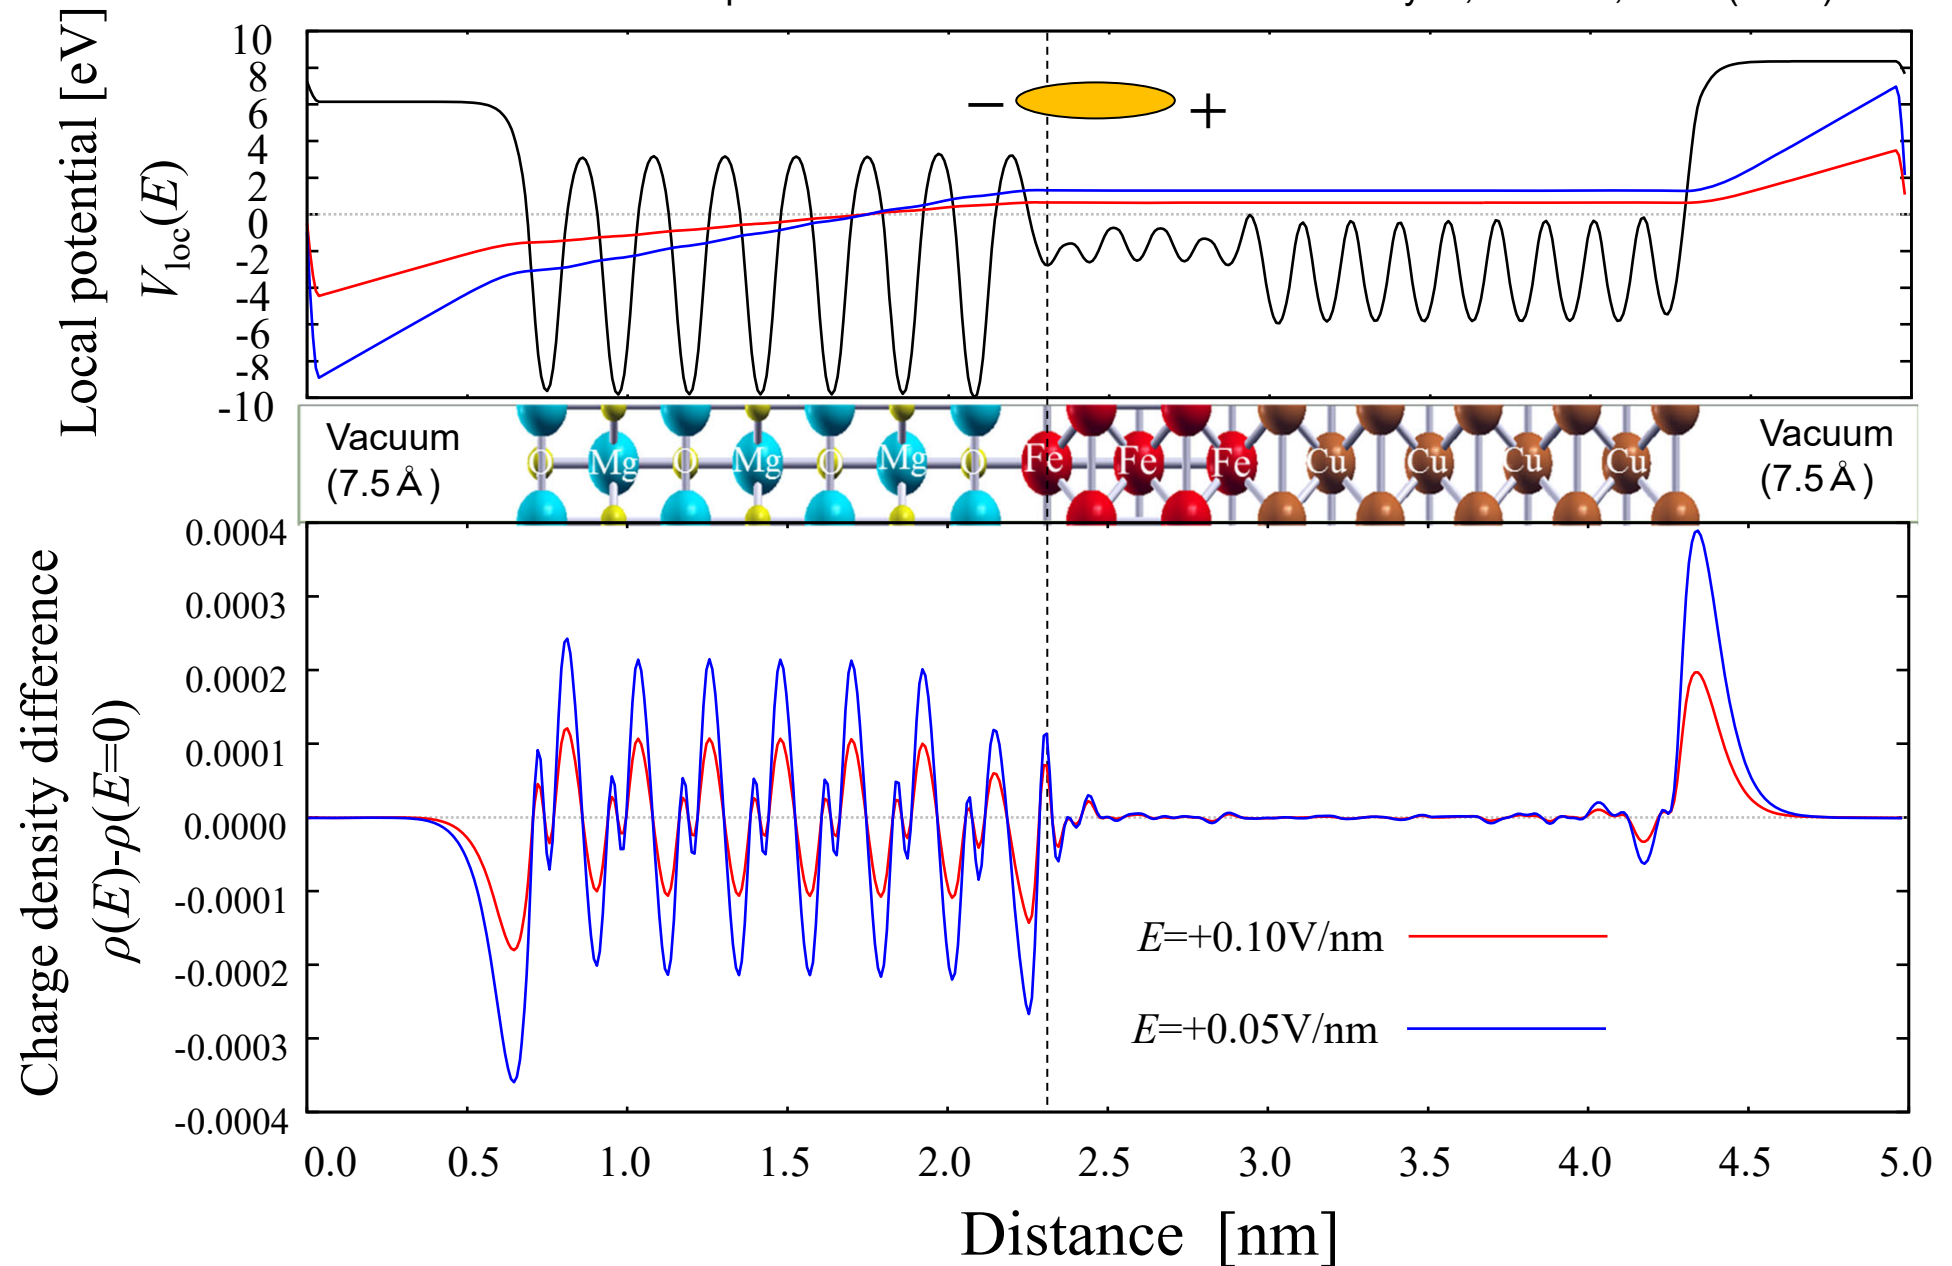 Local potential [eV]
Vloc(E)
10
8
6
4
2
0
-2
-4
-6
-8
-10
− +
Vacuum
(7.5Å)
O Mg O Mg O Mg O Fe Fe Fe Cu Cu Cu Cu
Vacuum
(7.5Å)
Charge density difference
ρ(E)-ρ(E=0)
0.0004
0.0003
0.0002
0.0001
0.0000
-0.0001
-0.0002
-0.0003
-0.0004
E=+0.10V/nm
E=+0.05V/nm
0.0 0.5 1.0 1.5 2.0 2.5 3.0 3.5 4.0 4.5 5.0
Distance [nm]